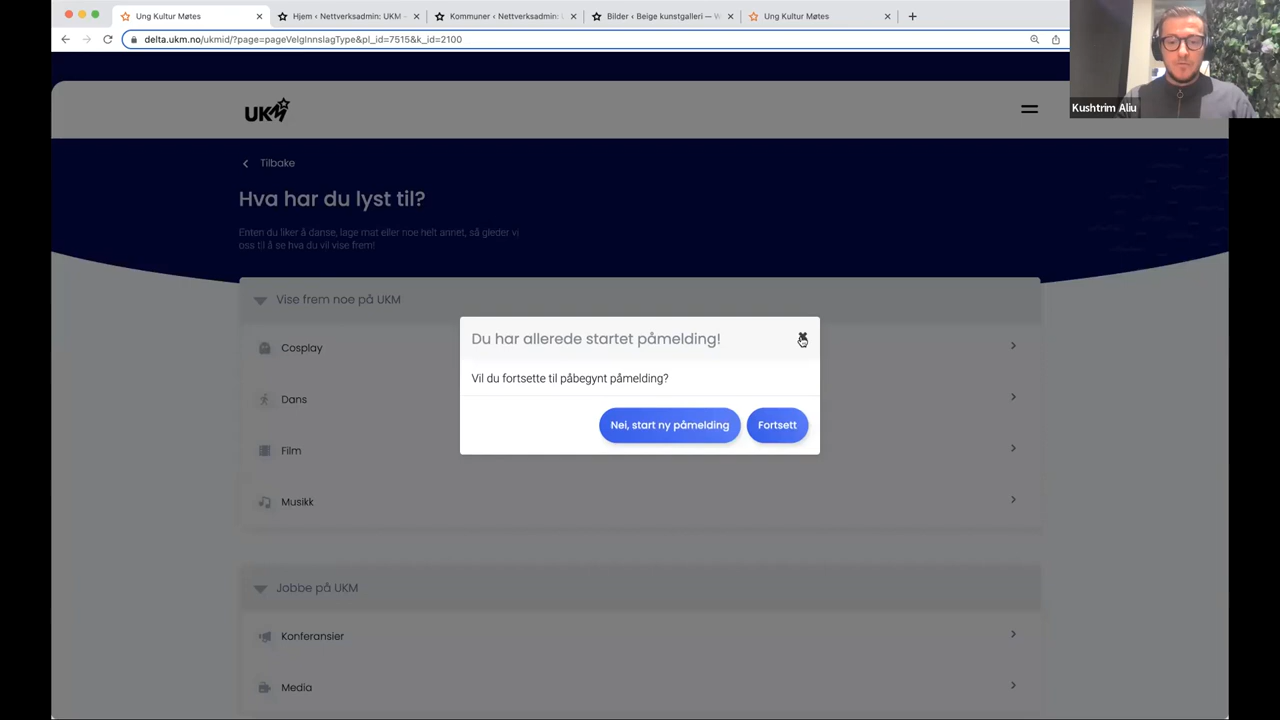 Ung Kultur Møtes
Hjem ‹ Nettverksadmin: UKM –
Kommuner ‹ Nettverksadmin:
Bilder ‹ Beige kunstgalleri — W
Ung Kultur Møtes
delta.ukm.no/ukmid/?page=pageVelgInnslagType&pl_id=7515&k_id=2100
Kushtrim Aliu
UKM
Tilbake
Hva har du lyst til?
Enten du liker å danse, lage mat eller noe helt annet, så gleder vi
oss til å se hva du vil vise frem!
Vise frem noe på UKM
Cosplay
Dans
Film
Musikk
Du har allerede startet påmelding!
Vil du fortsette til påbegynt påmelding?
Nei, start ny påmelding
Fortsett
Jobbe på UKM
Konferansier
Media